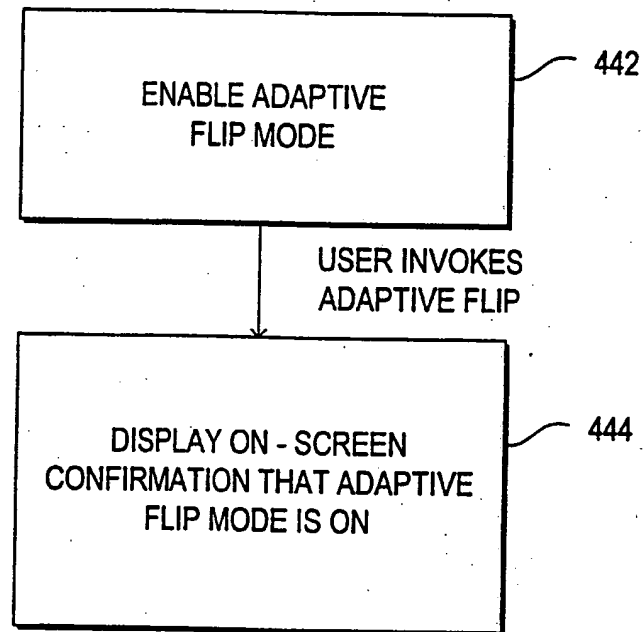 442
ENABLE ADAPTIVE
FLIP MODE
USER INVOKES
ADAPTIVE FLIP
444
DISPLAY ON - SCREEN
CONFIRMATION THAT ADAPTIVE
FLIP MODE IS ON